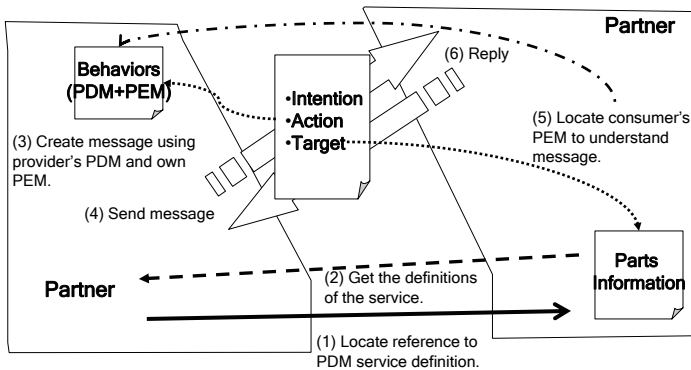 Partner
(6) Reply
Behaviors
(PDM+PEM)
•Intention
•Action
•Target
(5) Locate consumer's
PEM to understand
message.
(3) Create message using
provider's PDM and own
PEM.
(4) Send message
Parts
Information
(2) Get the definitions
of the service.
Partner
(1) Locate reference to
PDM service definition.